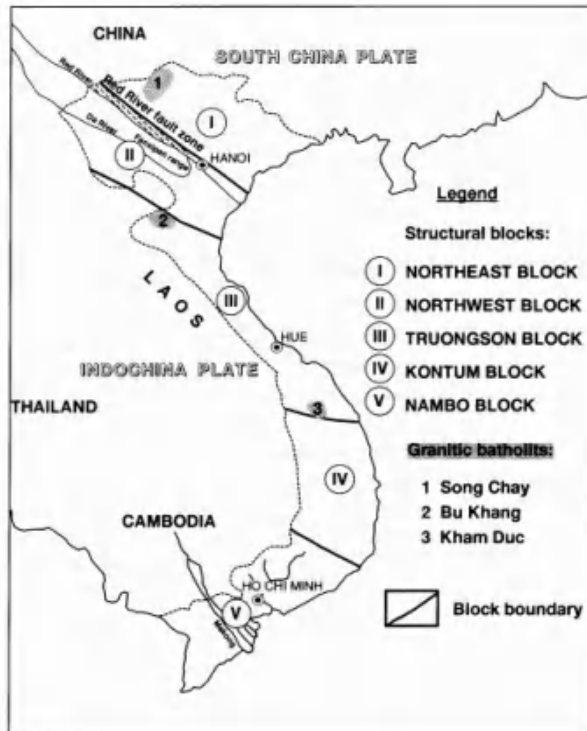 CHINA
SOUTH CHINA PLATE
1
Red River
Red River fault zone
I
Da River
Fansipan range
HANOI
II
2
LAOS
III
HUE
INDOCHINA PLATE
THAILAND
3
IV
CAMBODIA
HO CHI MINH
V
Mekong
Legend
Structural blocks:
I NORTHEAST BLOCK
II NORTHWEST BLOCK
III TRUONGSON BLOCK
IV KONTUM BLOCK
V NAMBO BLOCK
Granitic batholits:
1 Song Chay
2 Bu Khang
3 Kham Duc
Block boundary